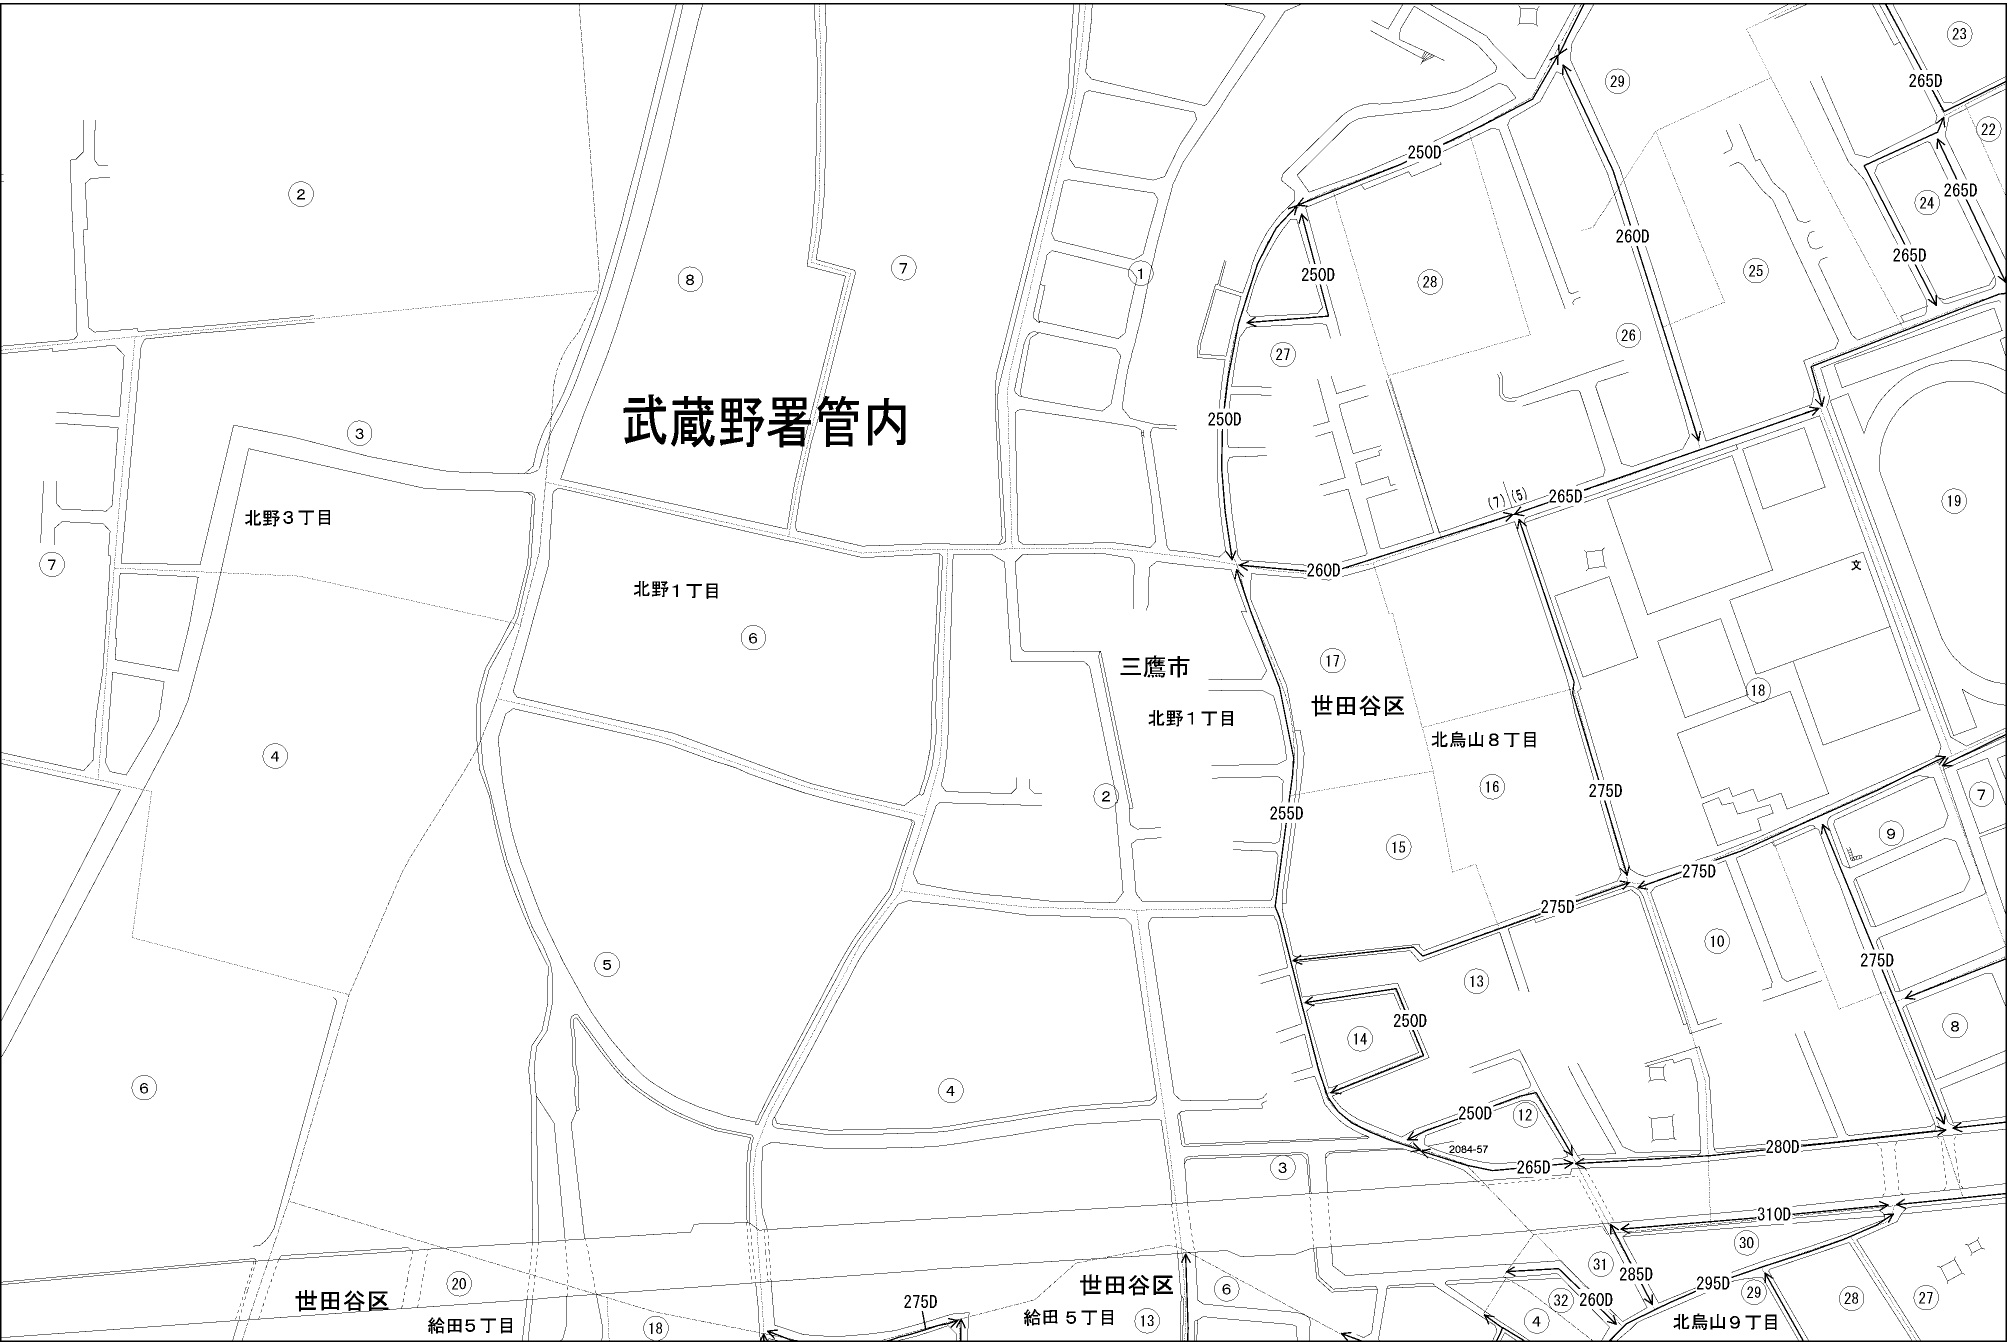 23
265D
29
22
250D
2
265D
24
260D
265D
7
1
25
8
250D
28
26
27
250D
武蔵野署管内
3
(7) (5)
265D
19
北野3丁目
7
260D
文
北野1丁目
6
17
三鷹市
18
世田谷区
北野1丁目
北烏山8丁目
4
16
275D
7
2
255D
9
15
275D
275D
10
5
275D
13
250D
8
14
6
4
250D
12
280D
2084-57
265D
3
310D
30
31
20
285D
295D
世田谷区
世田谷区
6
29
28
27
275D
32
260D
給田5丁目
18
給田 5丁目
13
4
北烏山9丁目